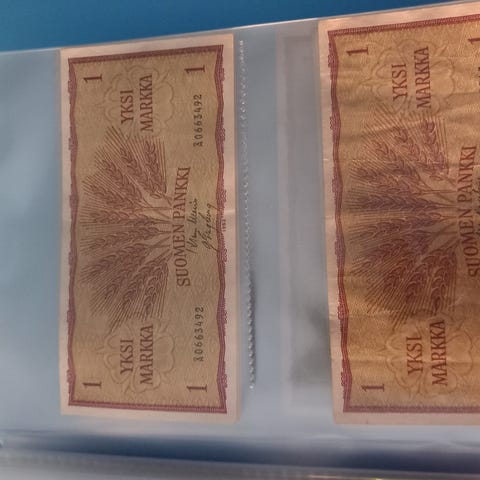 1 1
YKSI MARKKA YKSI MARKKA
A0663492 A0663492
SUOMEN PANKKI
1963
1 1
1 1
YKSI MARKKA YKSI MARKKA
SUOMEN PANKKI